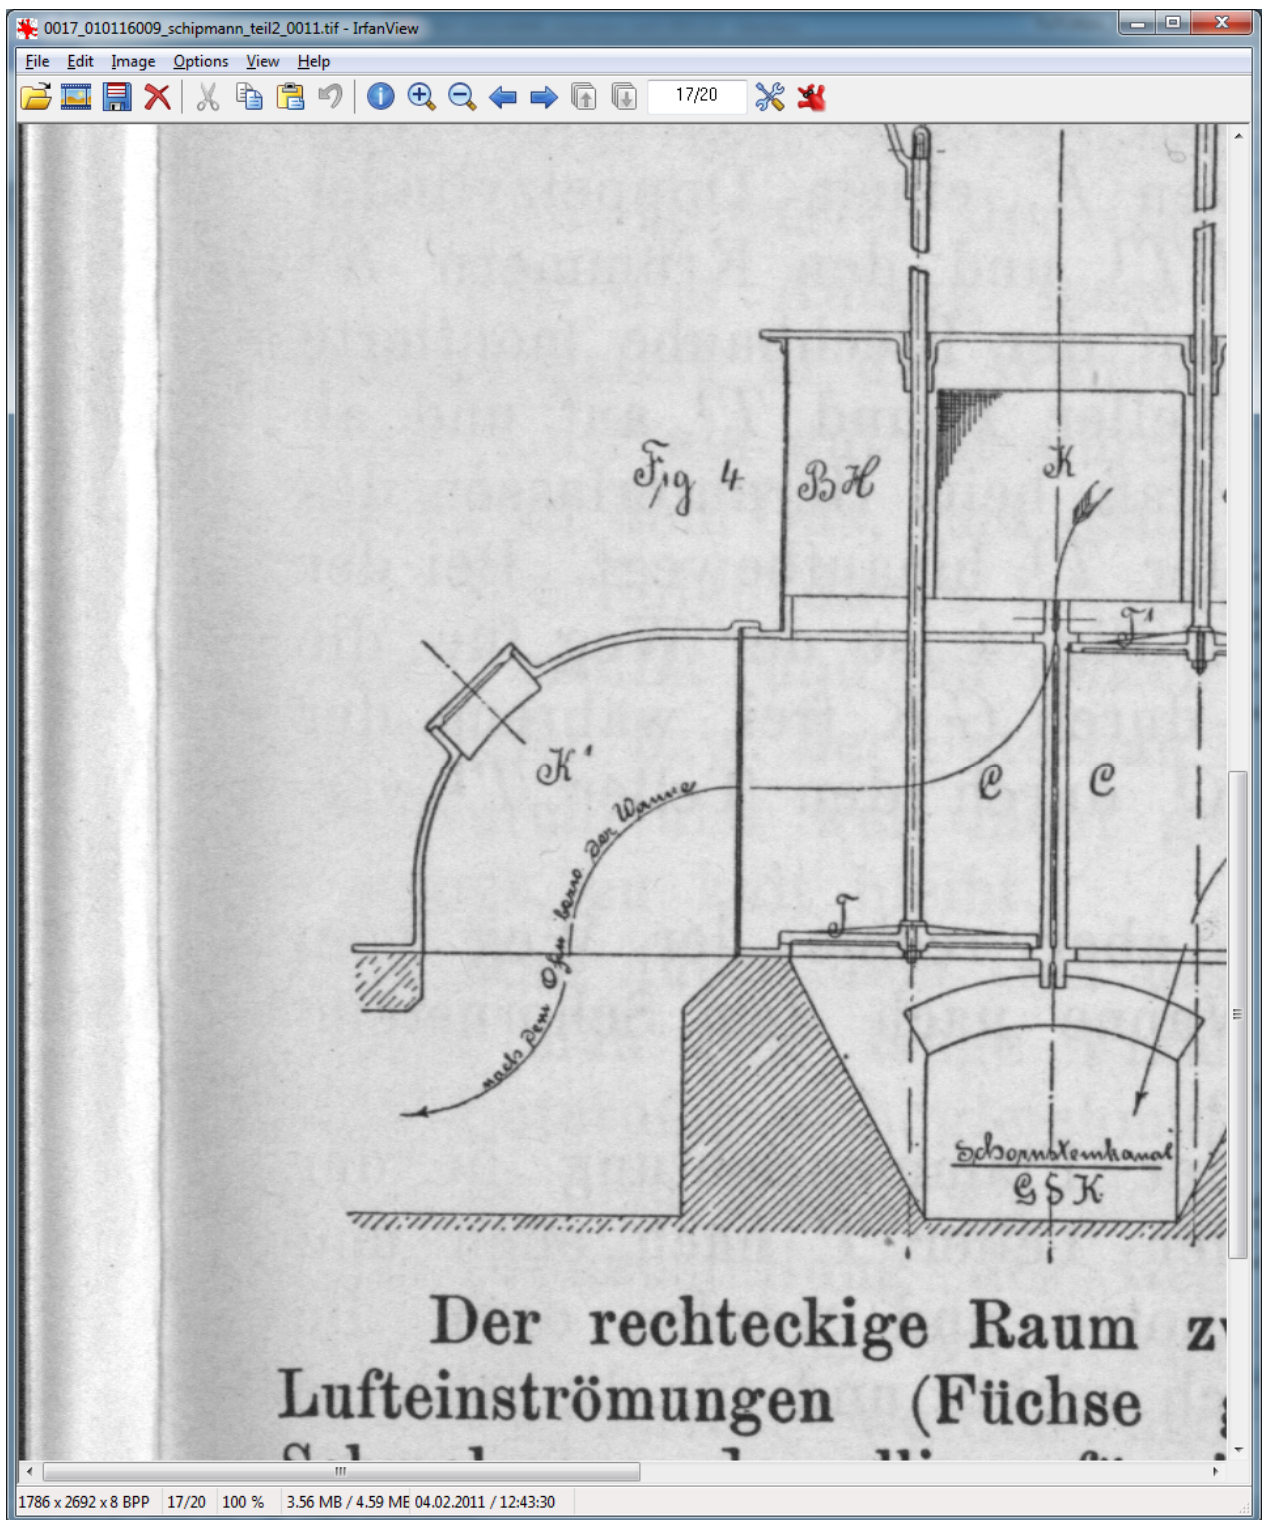 0017_010116009_schipmann_teil2_0011.tif - IrfanView
File Edit Image Options View Help
17/20
Fig 4 BH K
T'
K'
C C
nach dem Ofen bezw der Wanne
T
Schornsteinkanal
GSK
Der rechteckige Raum
Lufteinströmungen (Füchse
1786 x 2692 x 8 BPP 17/20 100 % 3.56 MB / 4.59 ME 04.02.2011 / 12:43:30